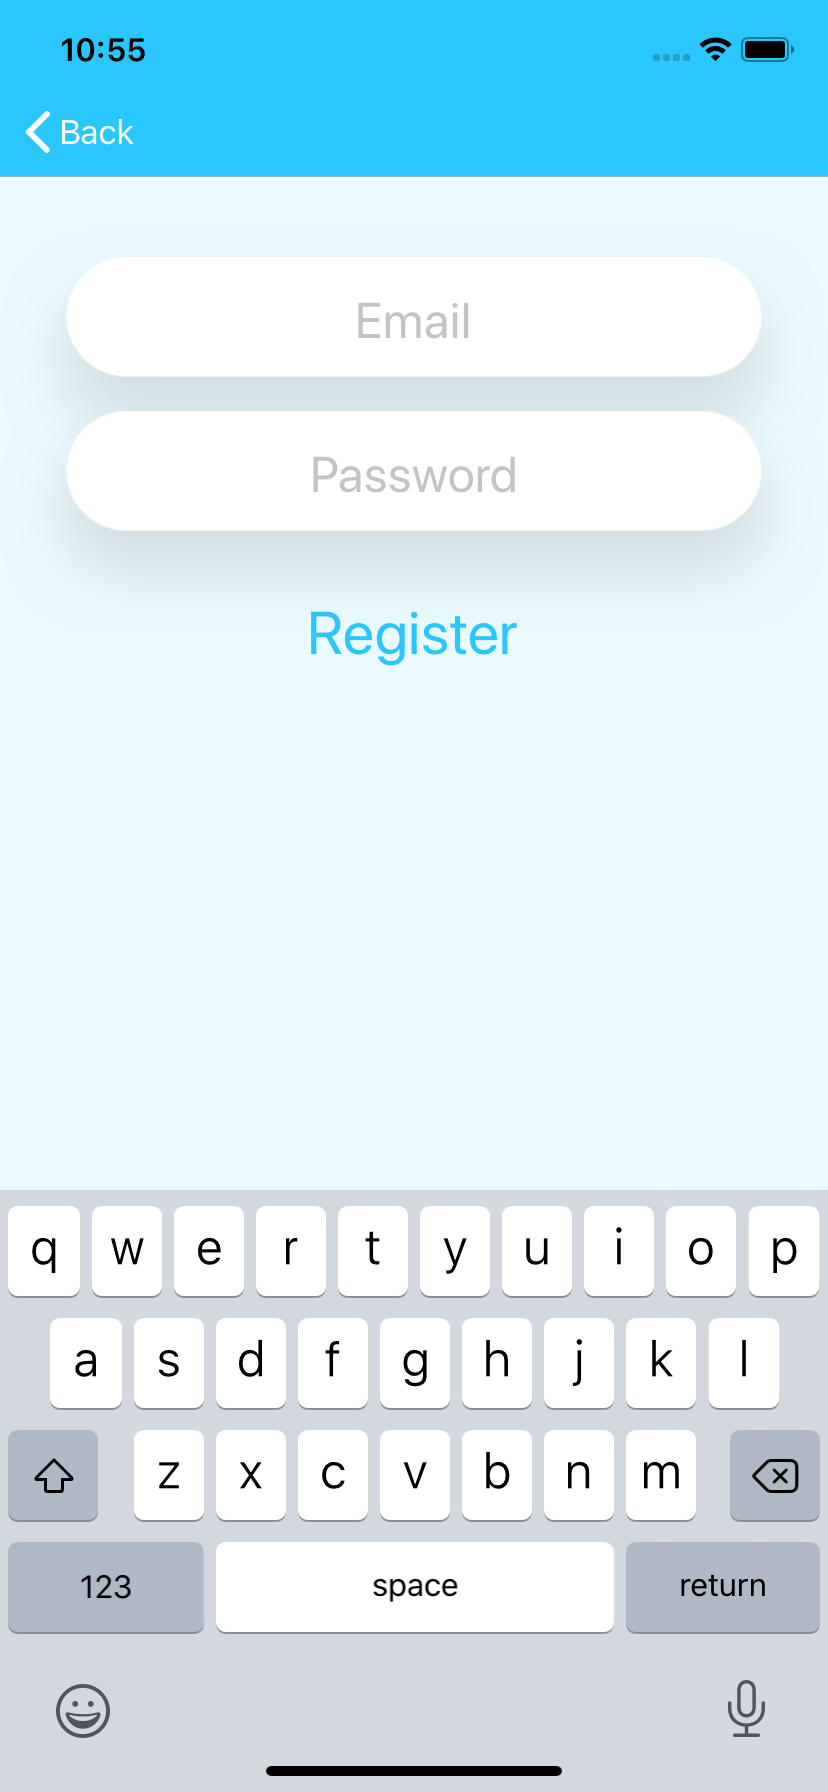 10:55
Back
Email
Password
Register
q w e r t y u i o p
a s d f g h j k l
z x c v b n m
123 space return